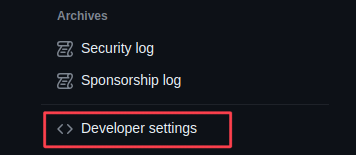 Archives
Security log
Sponsorship log
Developer settings